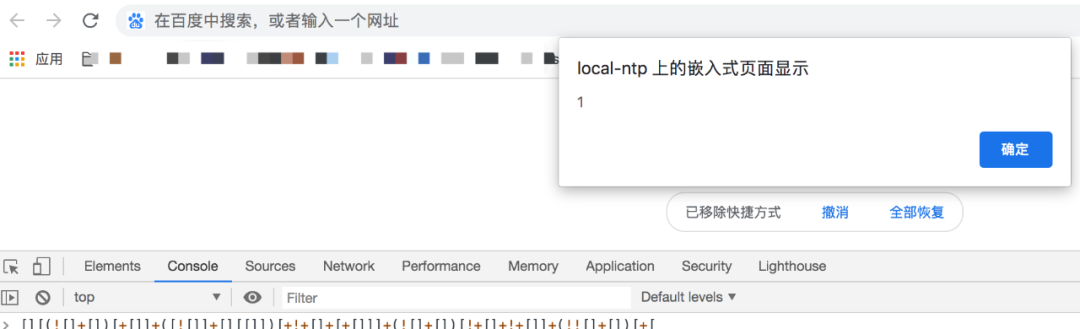 在百度中搜索，或者输入一个网址
应用
local-ntp 上的嵌入式页面显示
1
确定
已移除快捷方式 撤消 全部恢复
Elements Console Sources Network Performance Memory Application Security Lighthouse
top Filter Default levels ▼
> [][(![]+[])[+[]]+([![]]+[][[]])[+!+[]+[+[]]]+(![]+[])[!+[]+!+[]]+(!![]+[])[+[